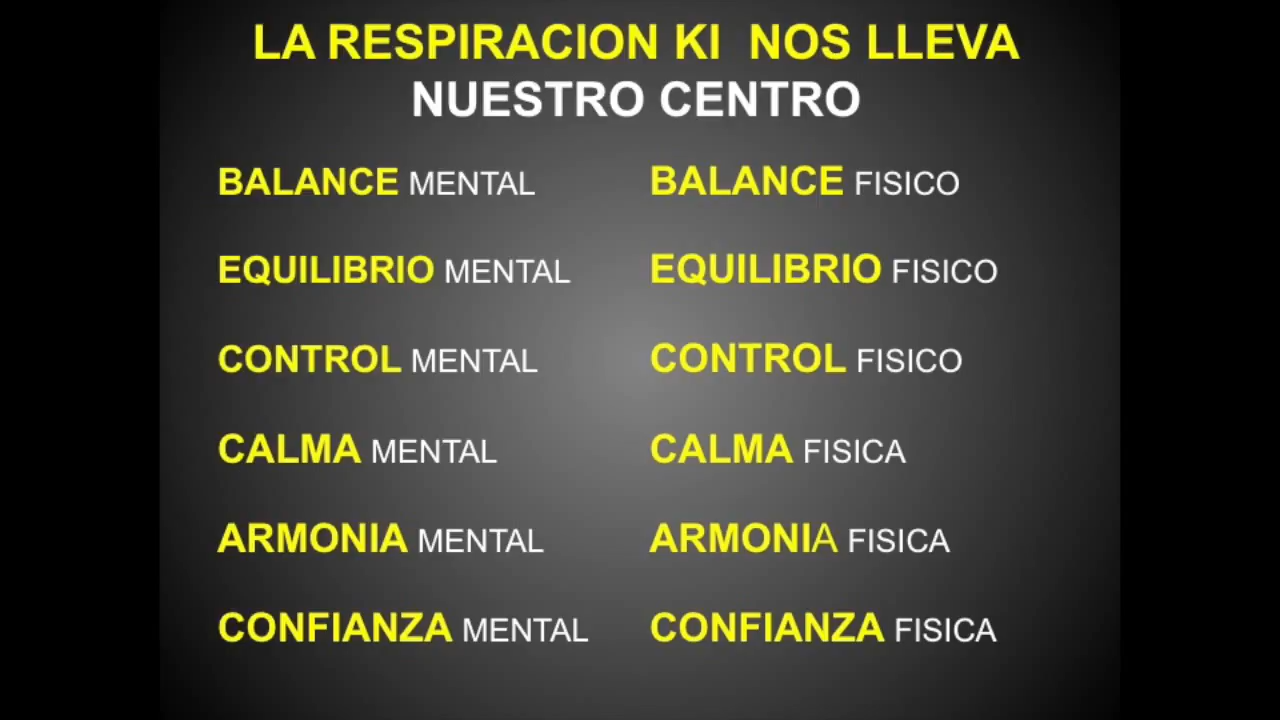 LA RESPIRACION KI NOS LLEVA
NUESTRO CENTRO
BALANCE MENTAL BALANCE FISICO
EQUILIBRIO MENTAL EQUILIBRIO FISICO
CONTROL MENTAL CONTROL FISICO
CALMA MENTAL CALMA FISICA
ARMONIA MENTAL ARMONIA FISICA
CONFIANZA MENTAL CONFIANZA FISICA